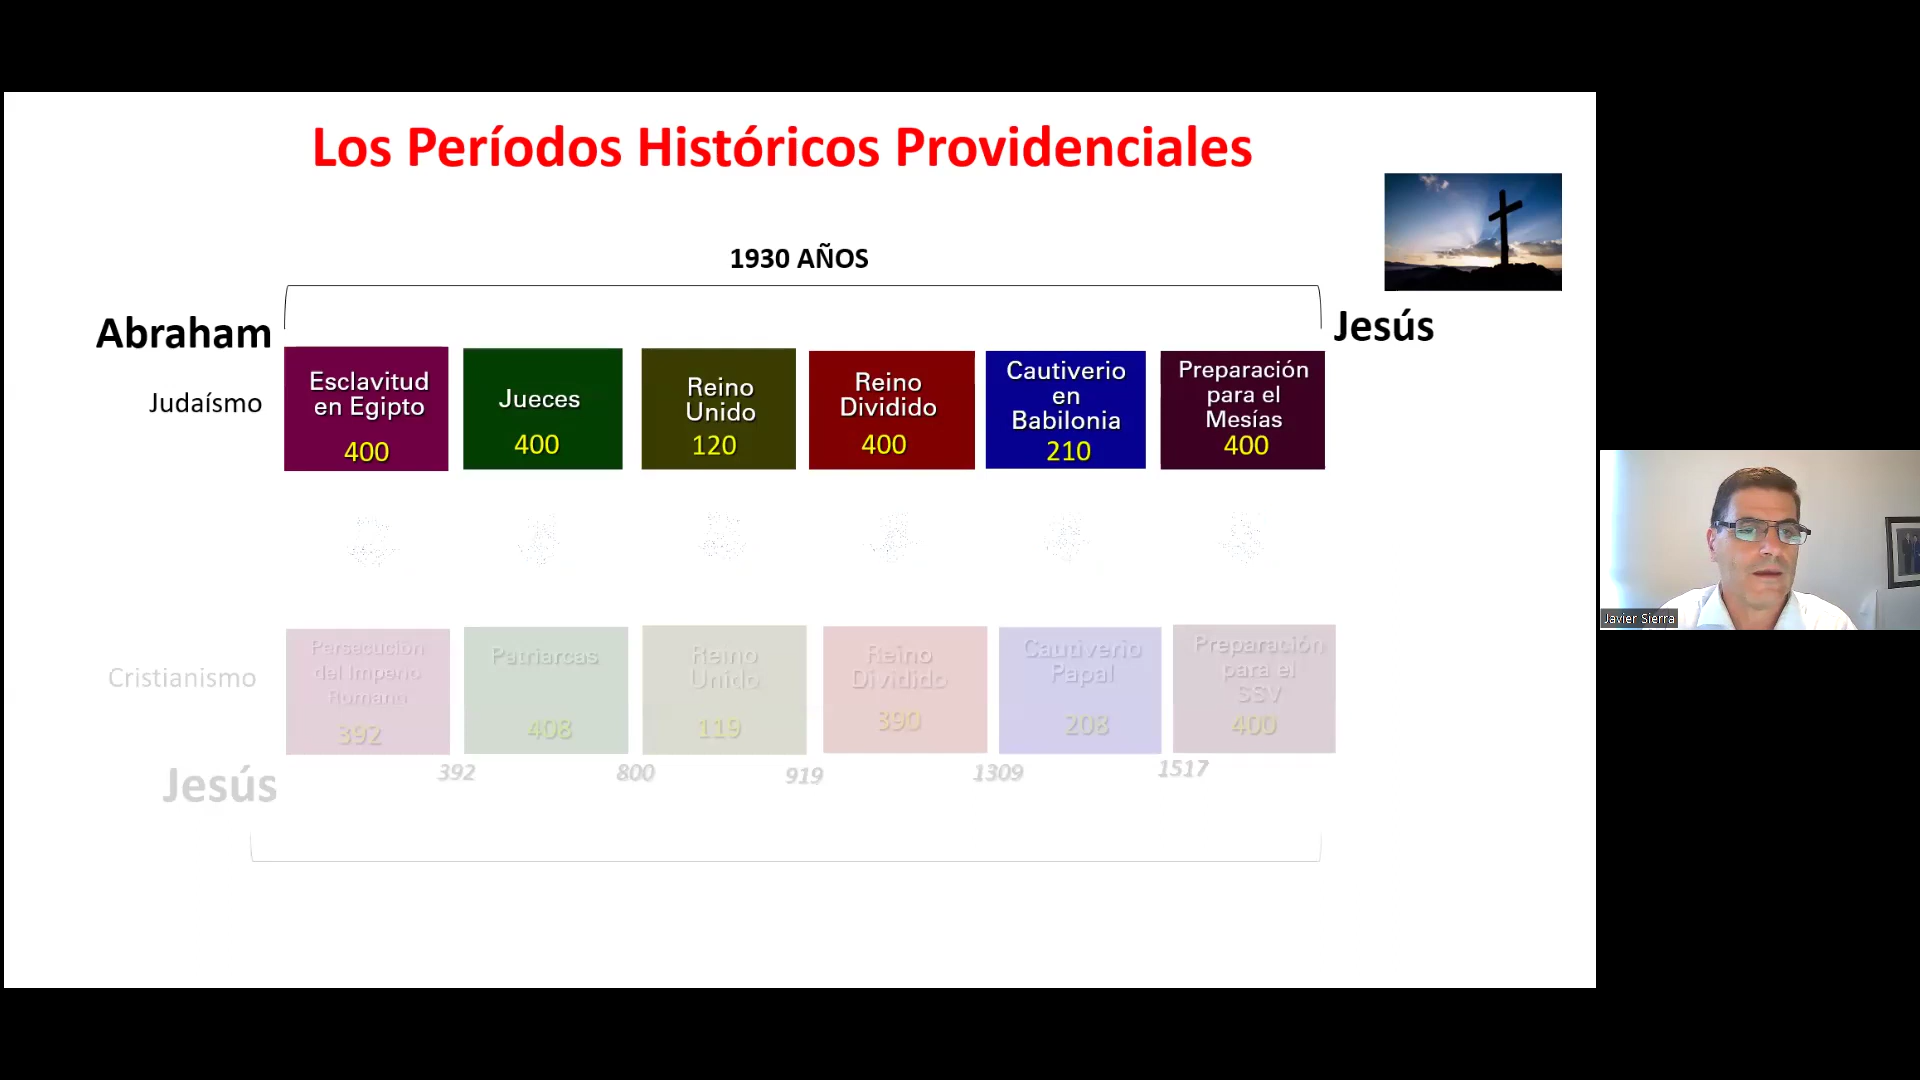 Los Períodos Históricos Providenciales
1930 AÑOS
Abraham
Jesús
Judaísmo
Esclavitud
en Egipto
400
Jueces
400
Reino
Unido
120
Reino
Dividido
400
Cautiverio
en
Babilonia
210
Preparación
para el
Mesías
400
Cristianismo
Persecución
del Imperio
Romano
392
Patriarcas
408
Reino
Unido
119
Reino
Dividido
390
Cautiverio
Papal
208
Preparación
para el
SSV
400
Jesús
392
800
919
1309
1517
Javier Sierra